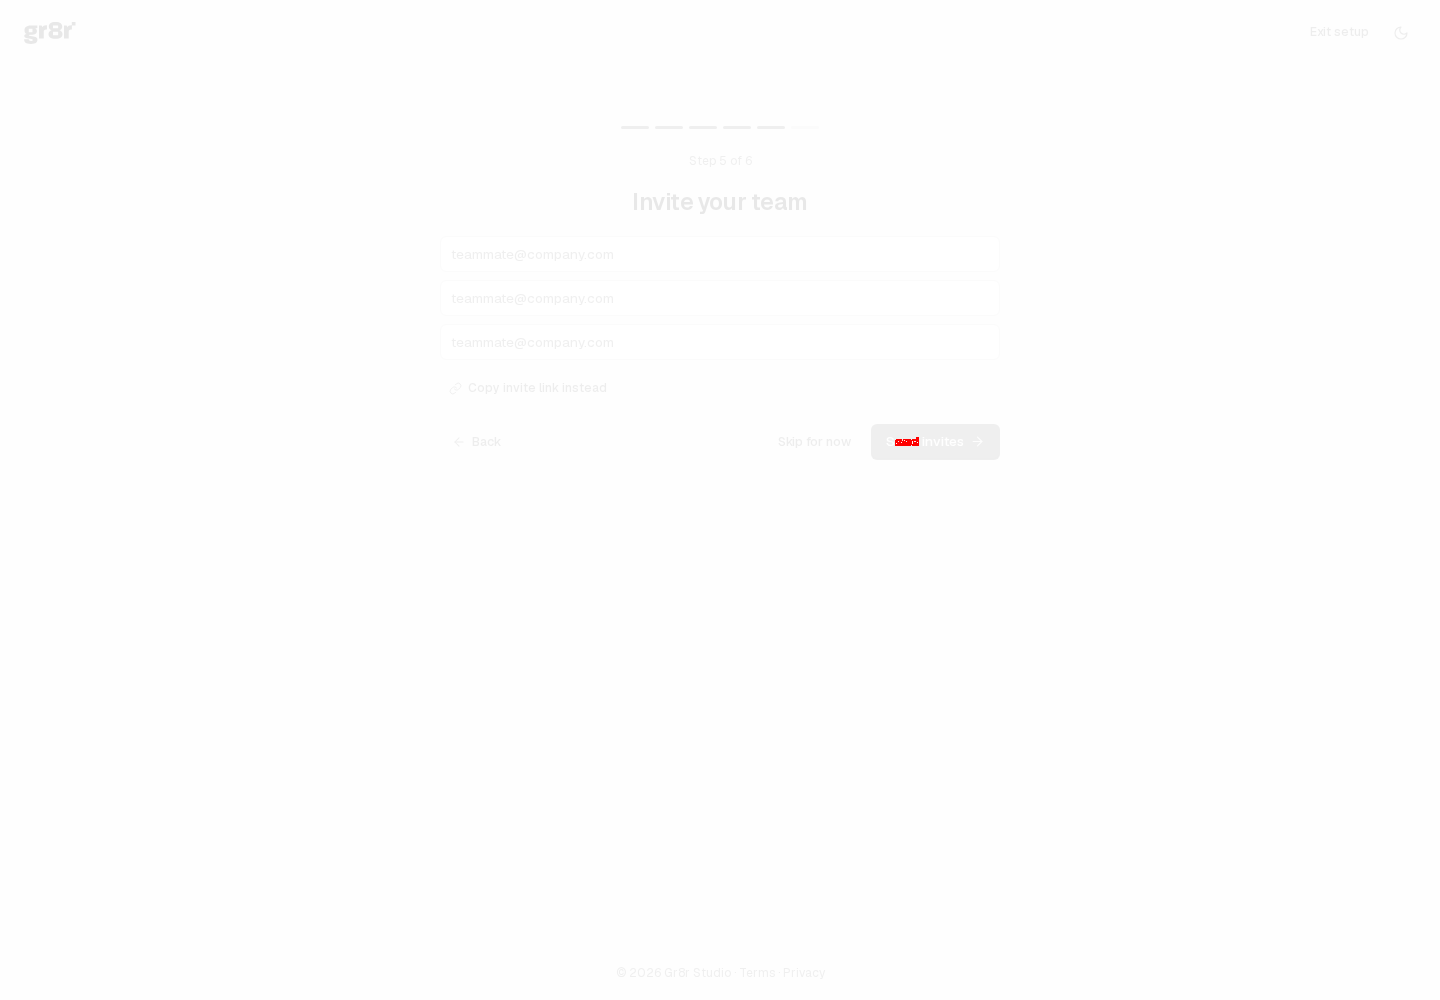 gr8r
Exit setup
Step 5 of 6
Invite your team
teammate@company.com
teammate@company.com
teammate@company.com
Copy invite link instead
Back
Skip for now
invites
© 2026 Gr8r Studio · Terms · Privacy